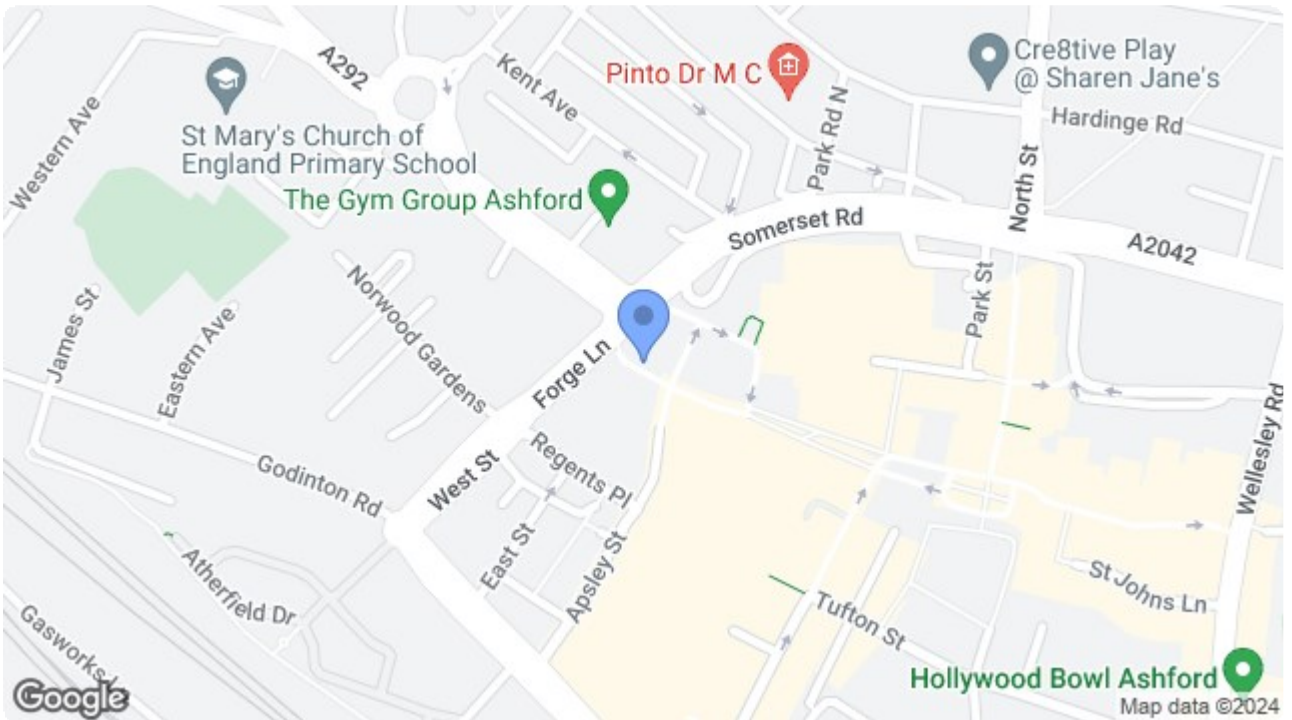 A292
Kent Ave
Pinto Dr M C
Park Rd N
Cre8tive Play
@ Sharen Jane's
Hardinge Rd
Western Ave
St Mary's Church of
England Primary School
The Gym Group Ashford
Somerset Rd
North St
A2042
Norwood Gardens
Park St
James St
Eastern Ave
Forge Ln
Wellesley Rd
Godinton Rd
West St
Regents Pl
East St
Apsley St
Atherfield Dr
Tufton St
St Johns Ln
Gasworks L
Hollywood Bowl Ashford
Google
Map data ©2024